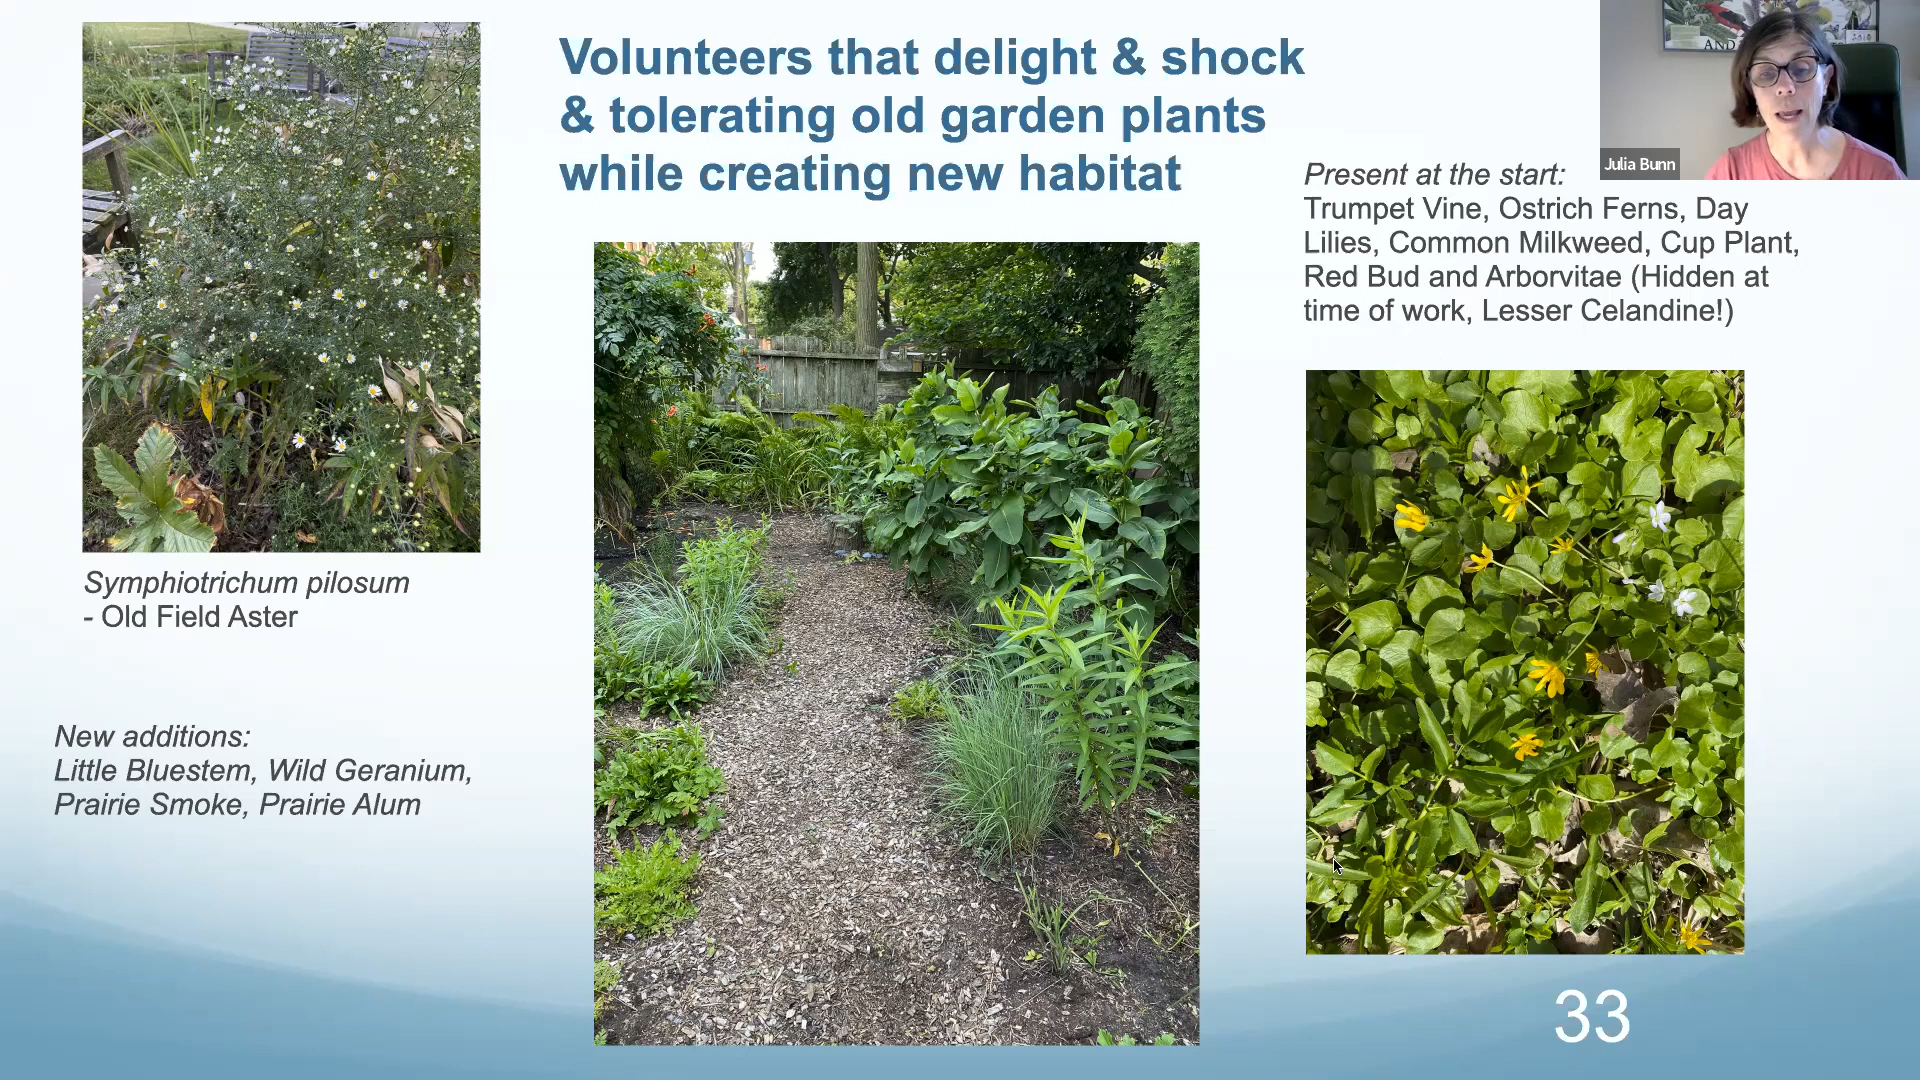 Volunteers that delight & shock
& tolerating old garden plants
while creating new habitat
AND
Julia Bunn
Present at the start:
Trumpet Vine, Ostrich Ferns, Day
Lilies, Common Milkweed, Cup Plant,
Red Bud and Arborvitae (Hidden at
time of work, Lesser Celandine!)
Symphiotrichum pilosum
- Old Field Aster
New additions:
Little Bluestem, Wild Geranium,
Prairie Smoke, Prairie Alum
33